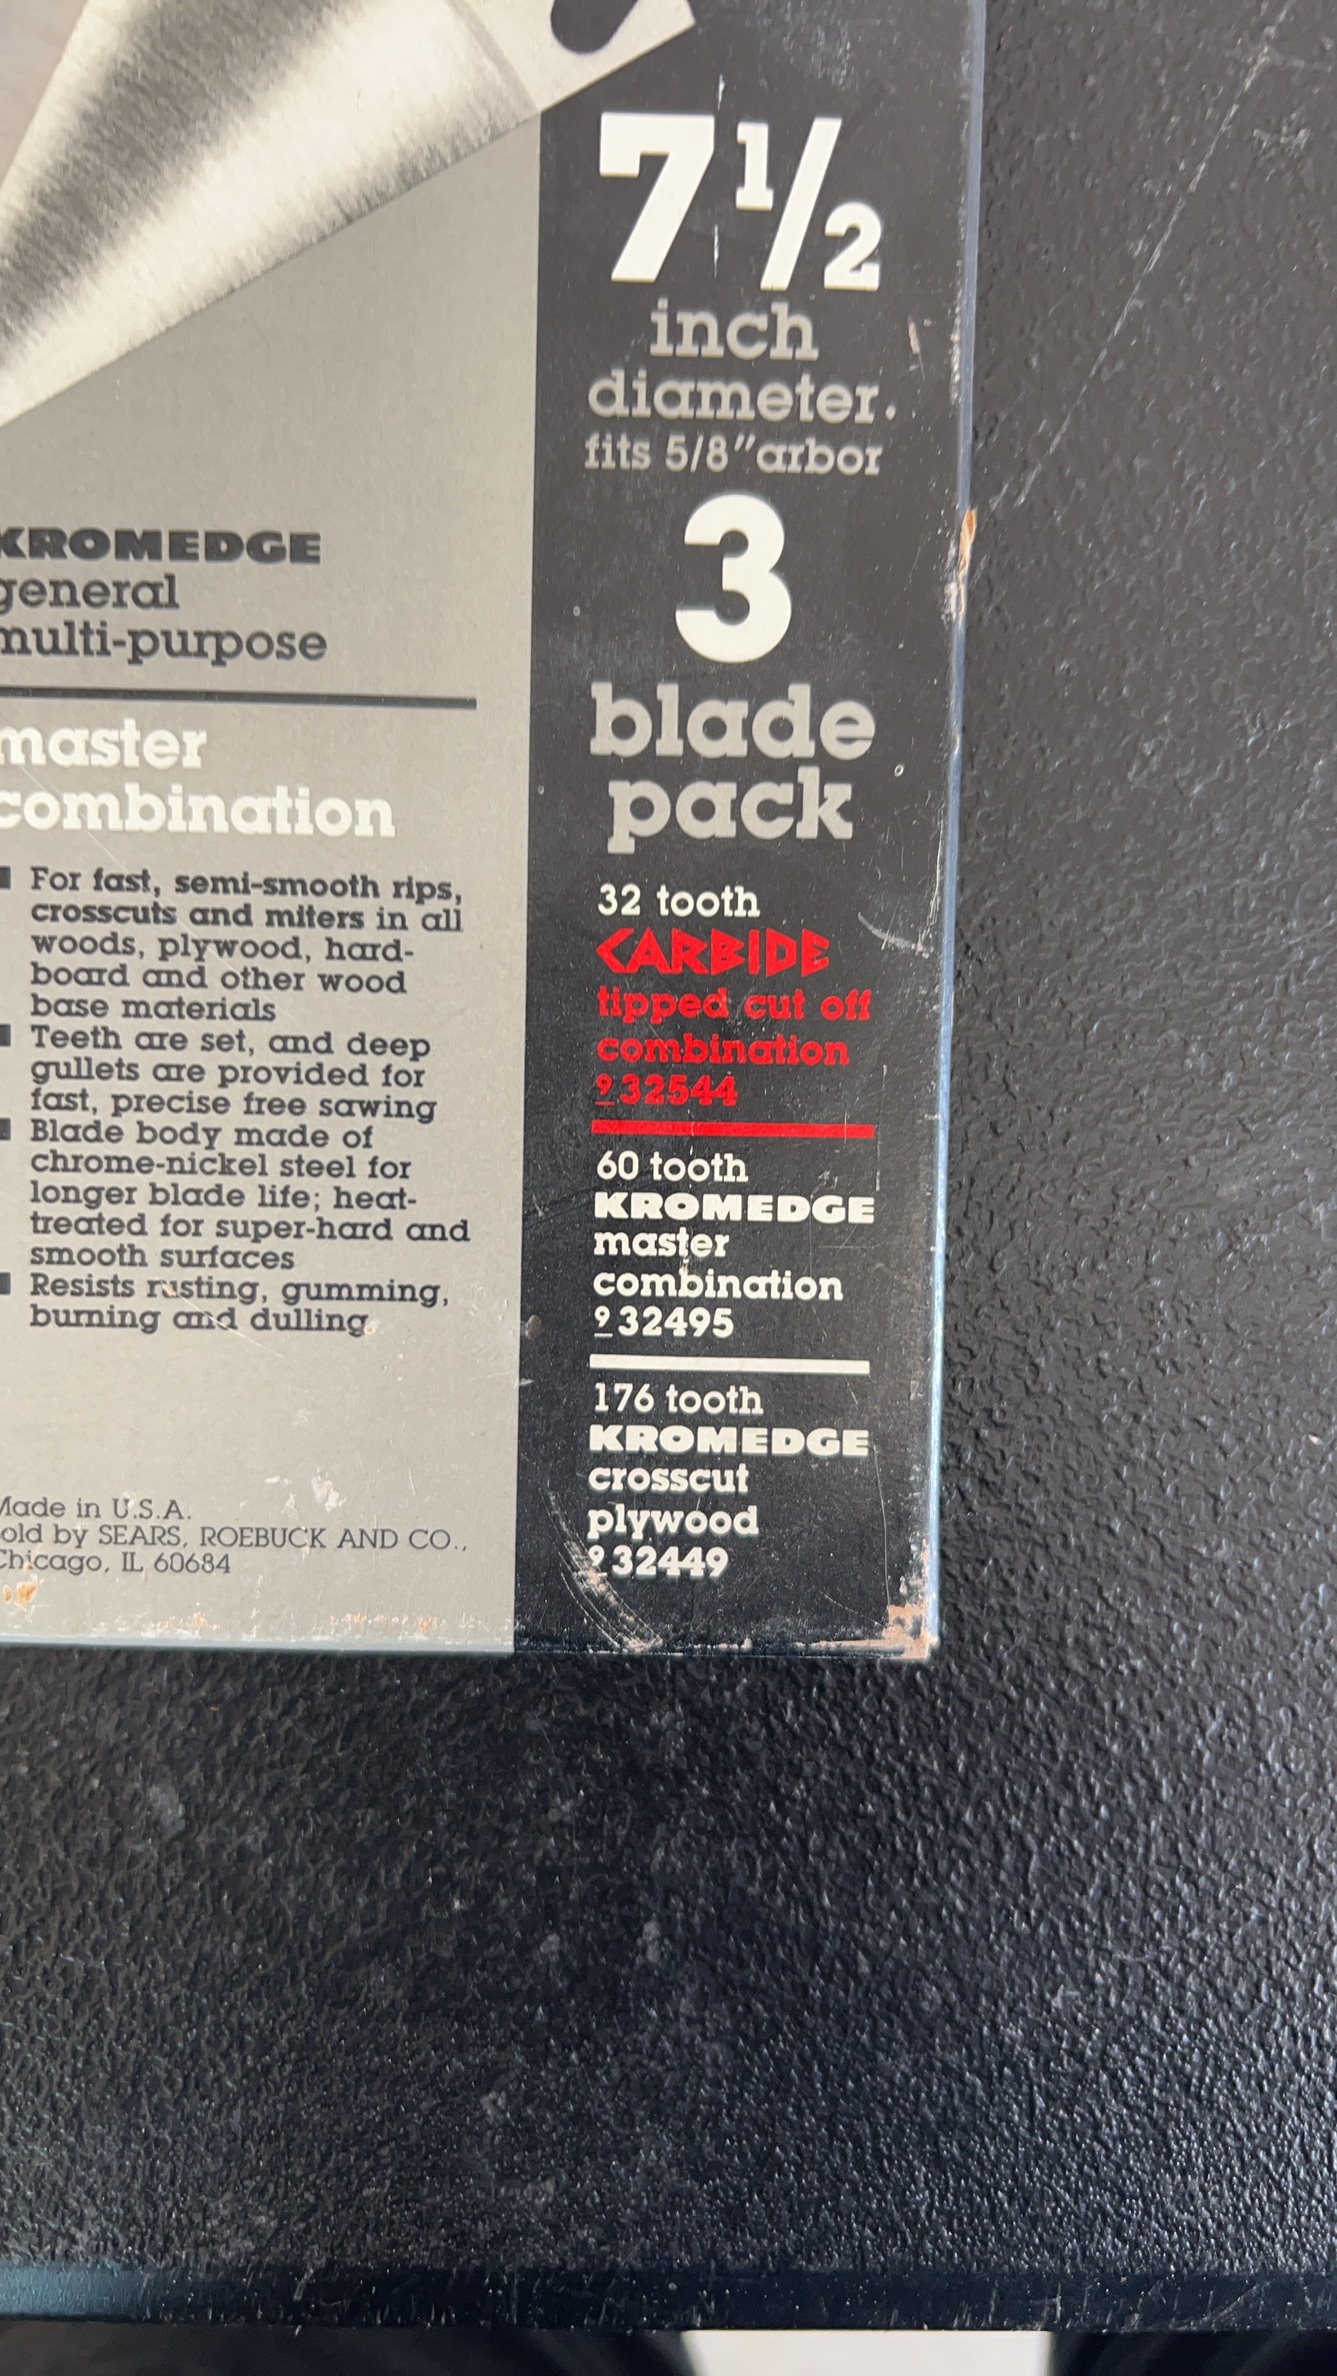 KROMEDGE
general
multi-purpose
master
combination
For fast, semi-smooth rips,
crosscuts and miters in all
woods, plywood, hard-
board and other wood
base materials
Teeth are set, and deep
gullets are provided for
fast, precise free sawing
Blade body made of
chrome-nickel steel for
longer blade life; heat-
treated for super-hard and
smooth surfaces
Resists rusting, gumming,
burning and dulling
Made in U.S.A.
old by SEARS, ROEBUCK AND CO.,
Chicago, IL 60684
7 1/2
inch
diameter.
fits 5/8" arbor
3
blade
pack
32 tooth
CARBIDE
tipped cut off
combination
9 32544
60 tooth
KROMEDGE
master
combination
9 32495
176 tooth
KROMEDGE
crosscut
plywood
9 32449